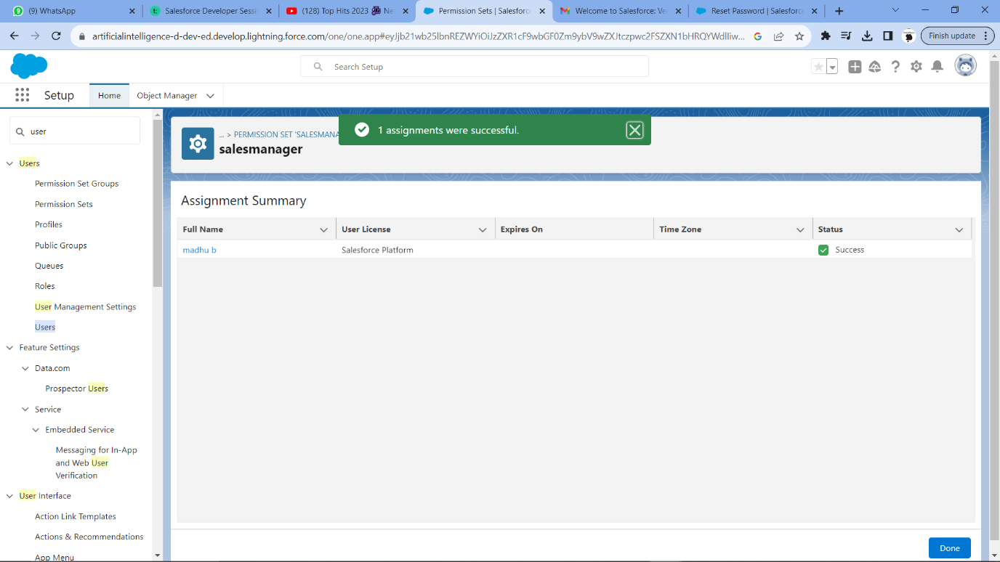 9 (9) WhatsApp
Salesforce Developer Sessi
(128) Top Hits 2023
Permission Sets | Salesforce
Welcome to Salesforce: Ve
Reset Password | Salesforce
artificialintelligence-d-dev-ed.develop.lightning.force.com/one/one.app#eyJjb21wb25lbnREZWYiOiJzZXR1cF9wbGF0Zm9ybV9wZXJtczpwc2FSZXN1bHRQYWdlIiw...
Finish update
Search Setup
Setup
Home
Object Manager
user
Users
Permission Set Groups
Permission Sets
Profiles
Public Groups
Queues
Roles
User Management Settings
Users
Feature Settings
Data.com
Prospector Users
Service
Embedded Service
Messaging for In-App
and Web User
Verification
User Interface
Action Link Templates
Actions & Recommendations
App Menu
1 assignments were successful.
... > PERMISSION SET 'SALESMANA
salesmanager
Assignment Summary
Full Name User License Expires On Time Zone Status
madhu b Salesforce Platform Success
Done